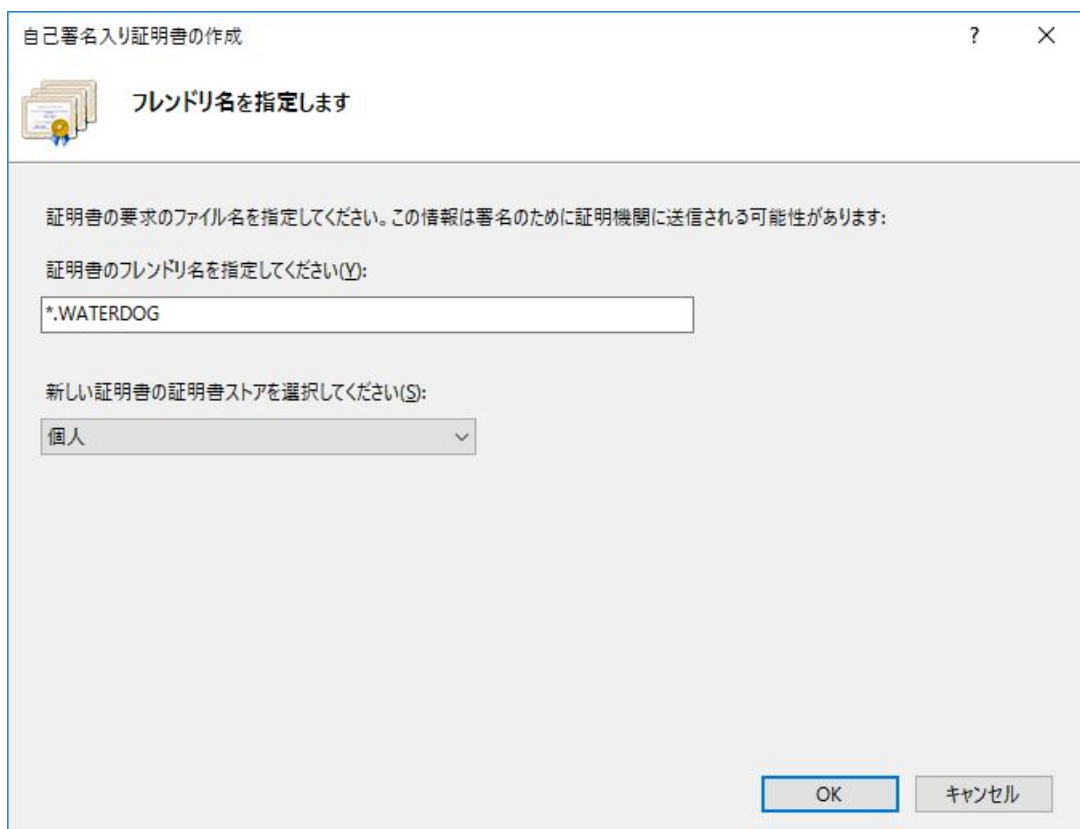 自己署名入り証明書の作成 ? ×
フレンドリ名を指定します
証明書の要求のファイル名を指定してください。この情報は署名のために証明機関に送信される可能性があります:
証明書のフレンドリ名を指定してください(Y):
*.WATERDOG
新しい証明書の証明書ストアを選択してください(S):
個人
OK キャンセル